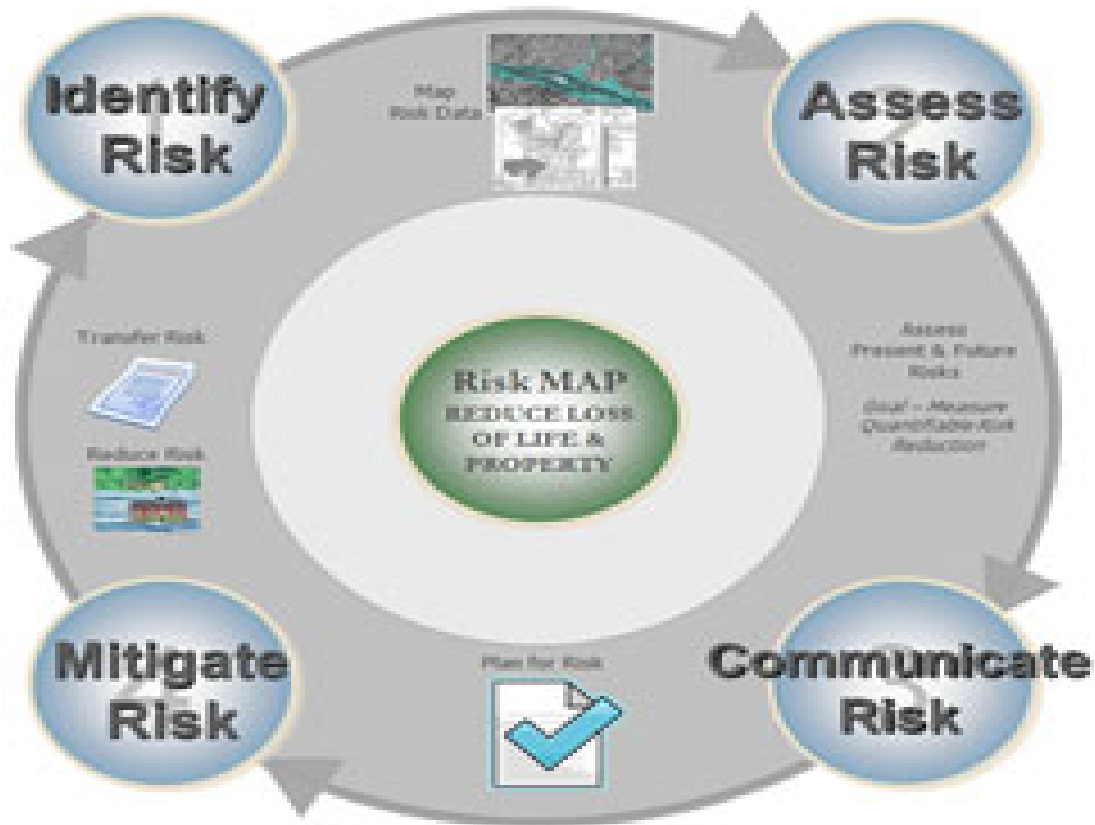 Identify
Risk
Map
Risk Data
Assess
Risk
Assess
Present & Future
Risks
Goal – Measure
Quantifiable Risk
Reduction
Communicate
Risk
Plan for Risk
Mitigate
Risk
Transfer Risk
Reduce Risk
Risk MAP
REDUCE LOSS
OF LIFE &
PROPERTY